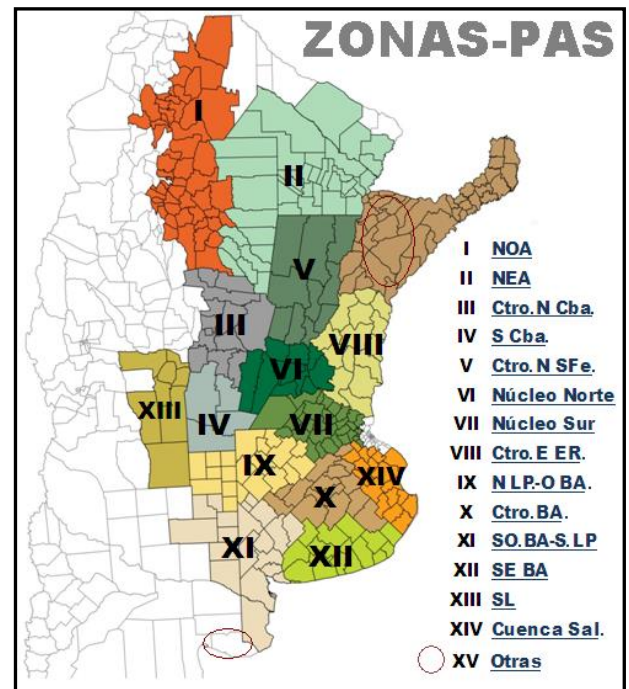 ZONAS-PAS
I
II
V
III
VIII
VI
XIII
IV
VII
IX
XIV
X
XI
XII
I NOA
II NEA
III Ctro.N Cba.
IV S Cba.
V Ctro.N SFe.
VI Núcleo Norte
VII Núcleo Sur
VIII Ctro.E ER.
IX N LP.-O BA.
X Ctro.BA.
XI SO.BA-S.LP
XII SE BA
XIII SL
XIV Cuenca Sal.
XV Otras